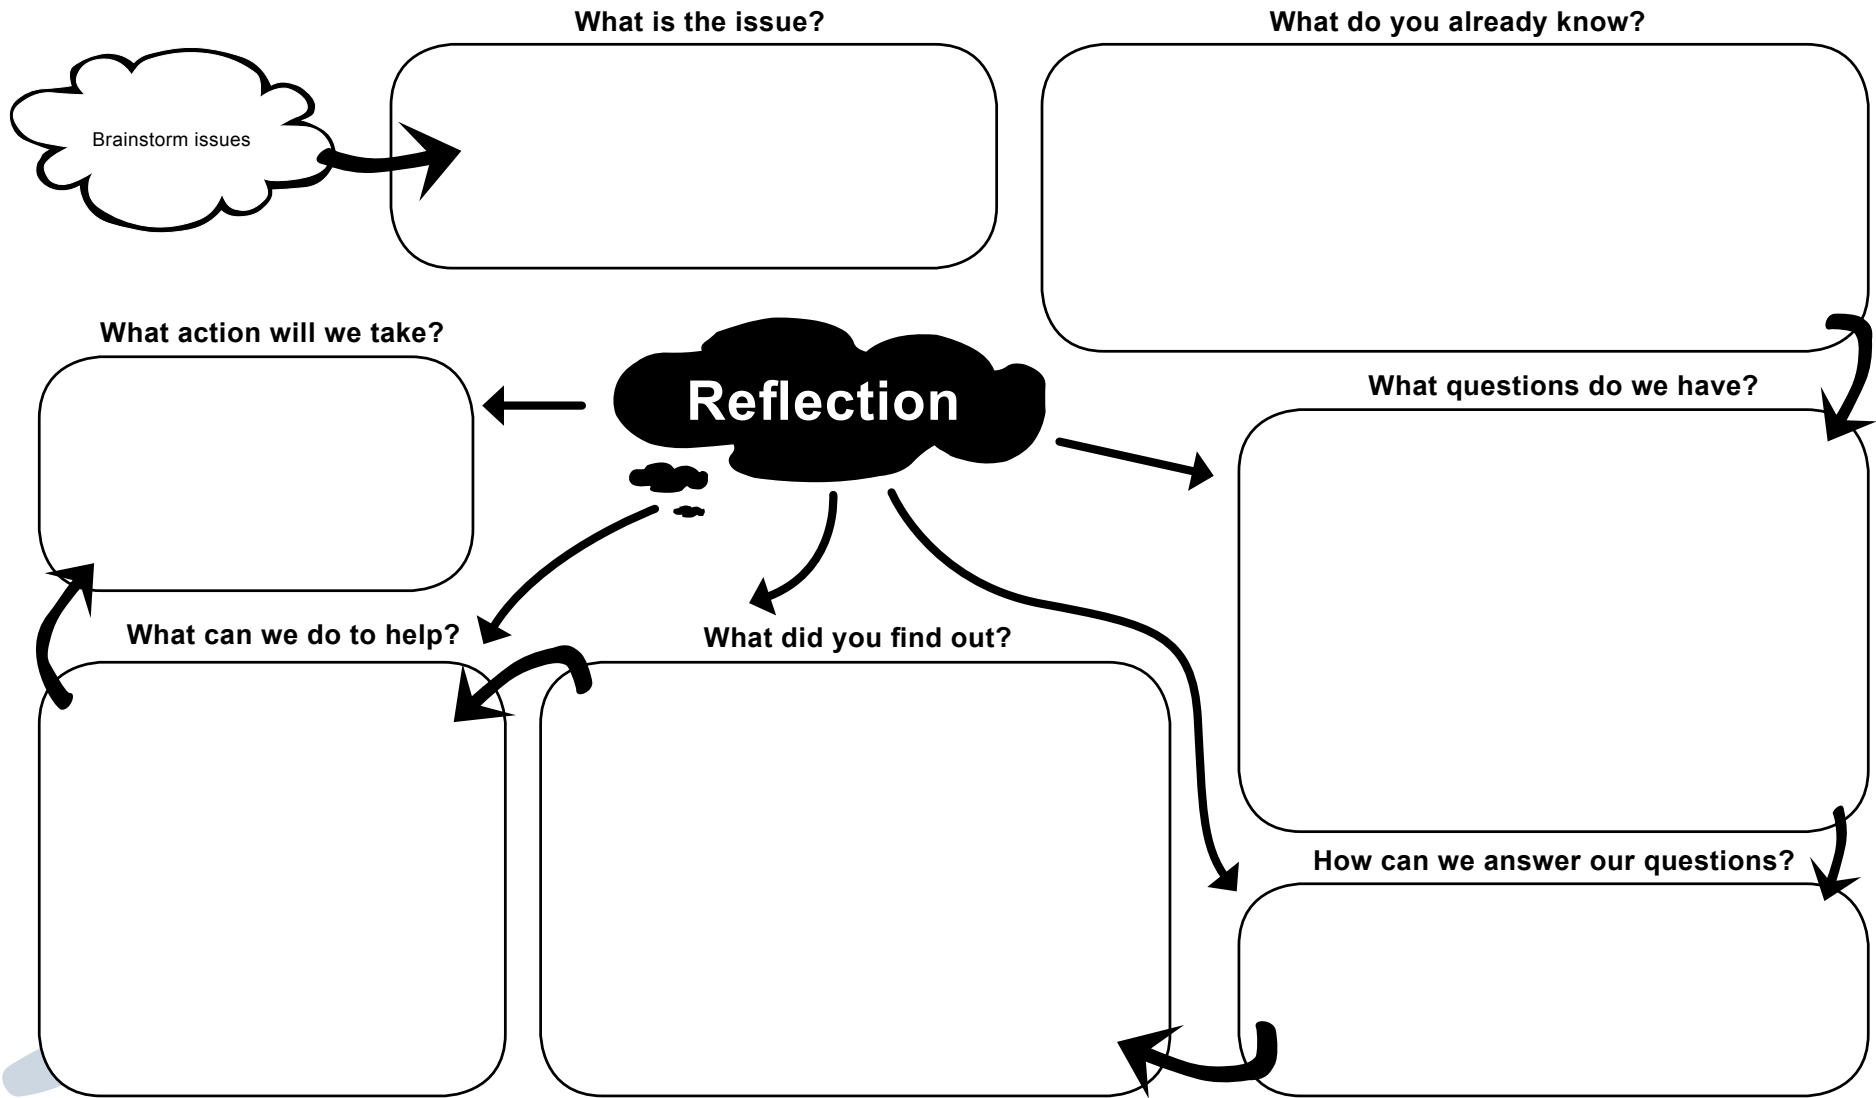 What is the issue?
What do you already know?
Brainstorm issues
What action will we take?
Reflection
What questions do we have?
What can we do to help?
What did you find out?
How can we answer our questions?